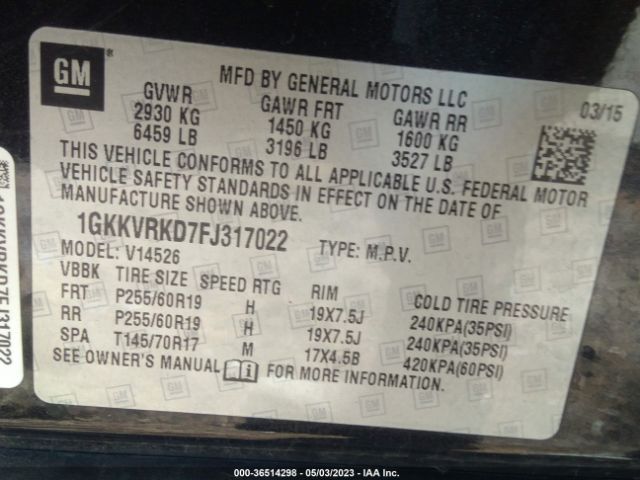 GM ®
MFD BY GENERAL MOTORS LLC
03/15
GVWR GAWR FRT GAWR RR
2930 KG 1450 KG 1600 KG
6459 LB 3196 LB 3527 LB
THIS VEHICLE CONFORMS TO ALL APPLICABLE U.S. FEDERAL MOTOR
VEHICLE SAFETY STANDARDS IN EFFECT ON THE DATE OF
MANUFACTURE SHOWN ABOVE.
1GKKVRKD7FJ317022 TYPE: M.P.V.
MODEL: V14526
VBBK TIRE SIZE SPEED RTG RIM COLD TIRE PRESSURE
FRT P255/60R19 H 19X7.5J 240KPA(35PSI)
RR P255/60R19 H 19X7.5J 240KPA(35PSI)
SPA T145/70R17 M 17X4.5B 420KPA(60PSI)
SEE OWNER'S MANUAL FOR MORE INFORMATION.
1GKKVRKD7FJ317022
000-36514298 - 05/03/2023 - IAA Inc.